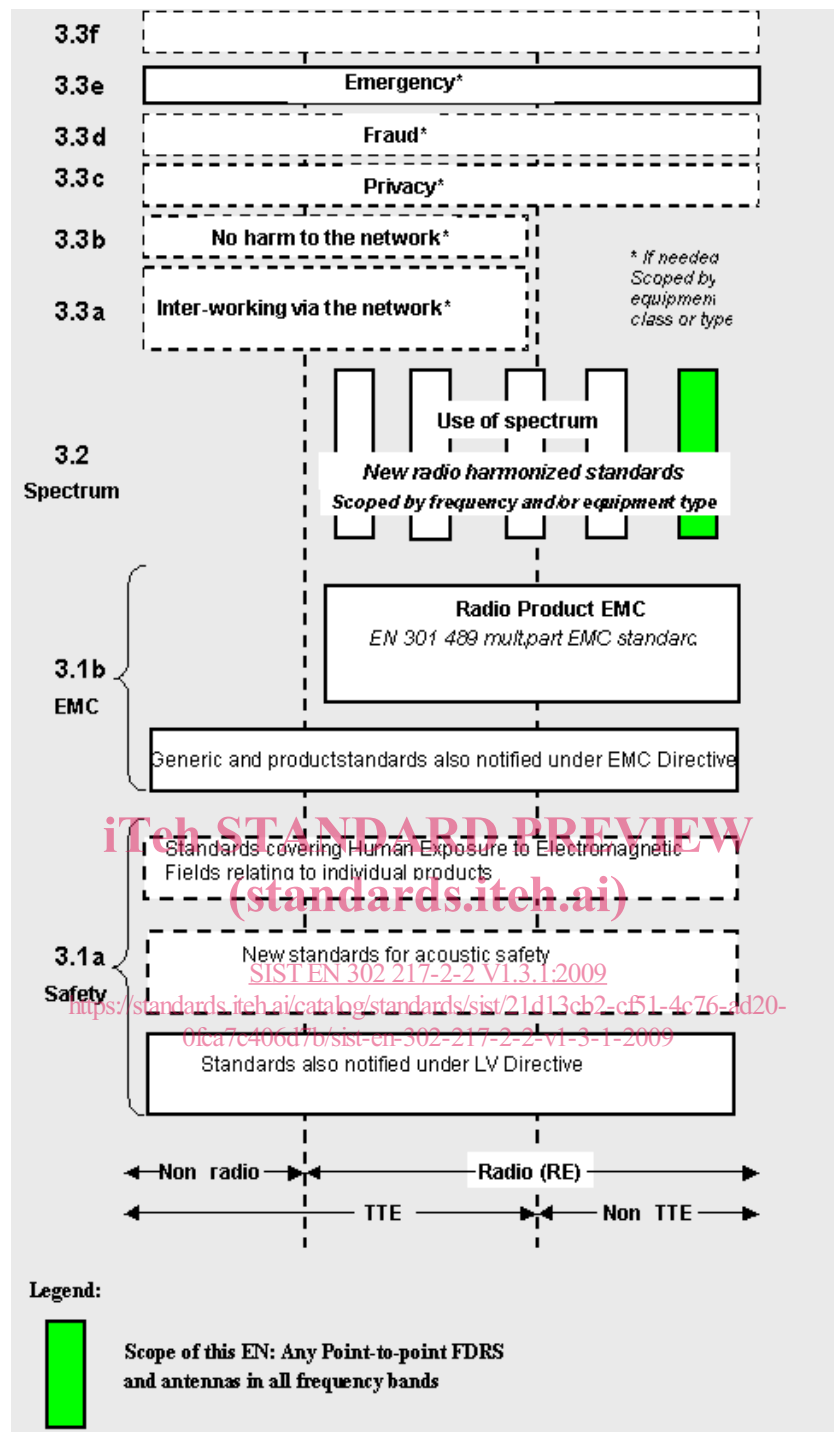 3.3f
3.3e
Emergency*
3.3d
Fraud*
3.3c
Privacy*
3.3b
No harm to the network*
3.3a
Inter-working via the network*
* If needed
Scoped by
equipment
class or type
Use of spectrum
3.2
Spectrum
New radio harmonized standards
Scoped by frequency and/or equipment type
Radio Product EMC
EN 301 489 multipart EMC standard
3.1b
EMC
Generic and productstandards also notified under EMC Directive
iTeh STANDARD PREVIEW
Standards covering Human Exposure to Electromagnetic
Fields relating to individual products
(standards.iteh.ai)
3.1a
Safety
New standards for acoustic safety
SIST EN 302 217-2-2 V1.3.1:2009
https://standards.iteh.ai/catalog/standards/sist/21d13cb2-cf51-4c76-ad20-
0fca7c406d7b/sist-en-302-217-2-2-v1-3-1-2009
Standards also notified under LV Directive
Non radio
Radio (RE)
TTE
Non TTE
Legend:
Scope of this EN: Any Point-to-point FDRS
and antennas in all frequency bands